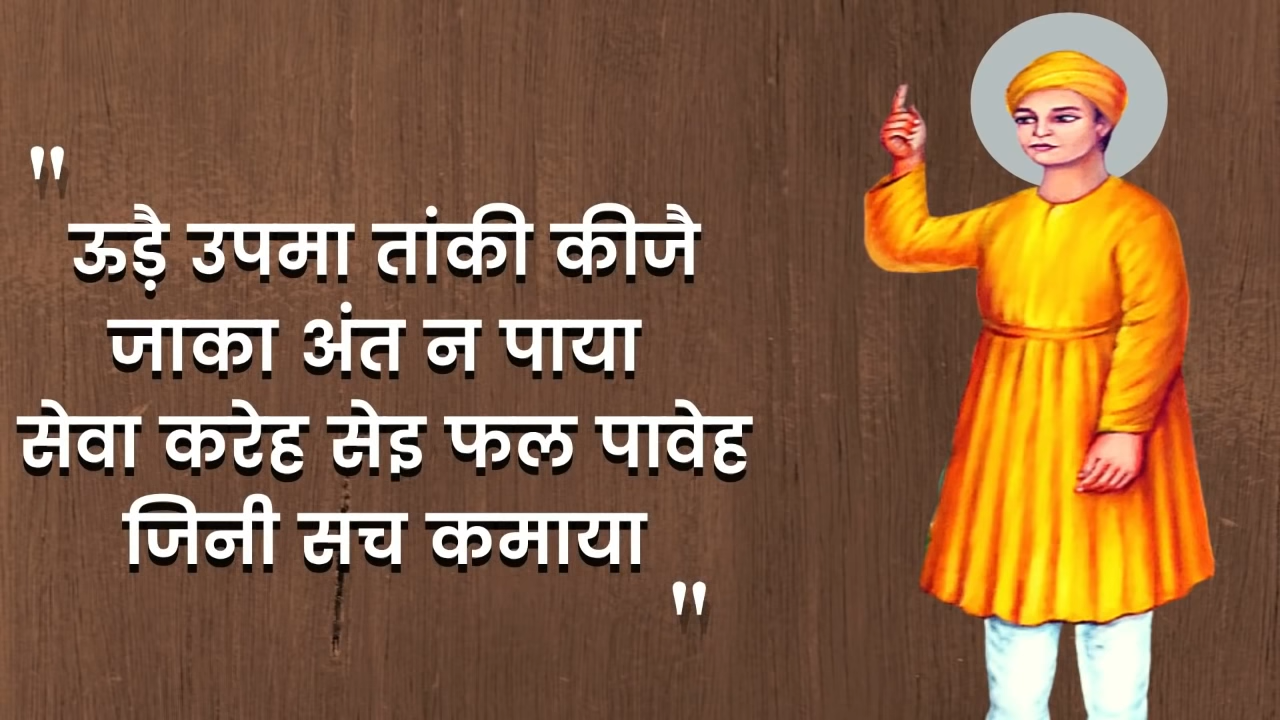 "
ऊड़ै उपमा तांकी कीजै
जाका अंत न पाया
सेवा करेह सेइ फल पावेह
जिनी सच कमाया
"